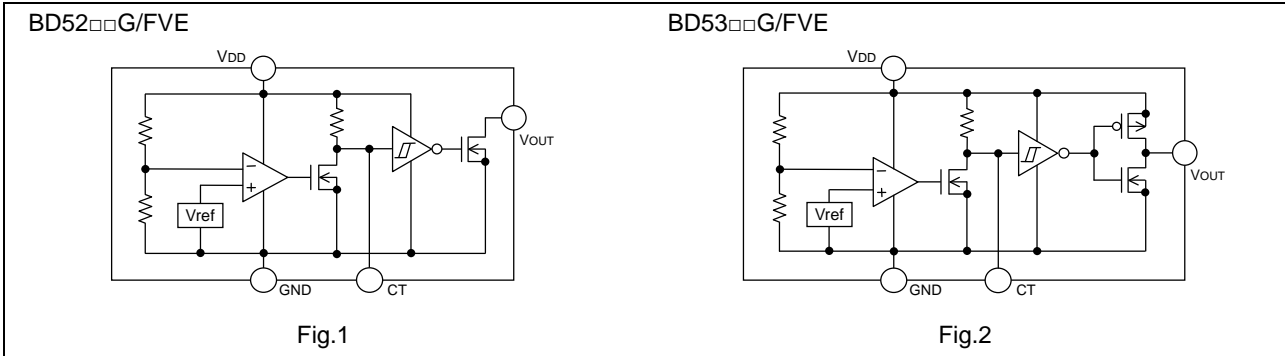 BD52□□G/FVE
VDD
VOUT
Vref
GND
CT
Fig.1
BD53□□G/FVE
VDD
VOUT
Vref
GND
CT
Fig.2